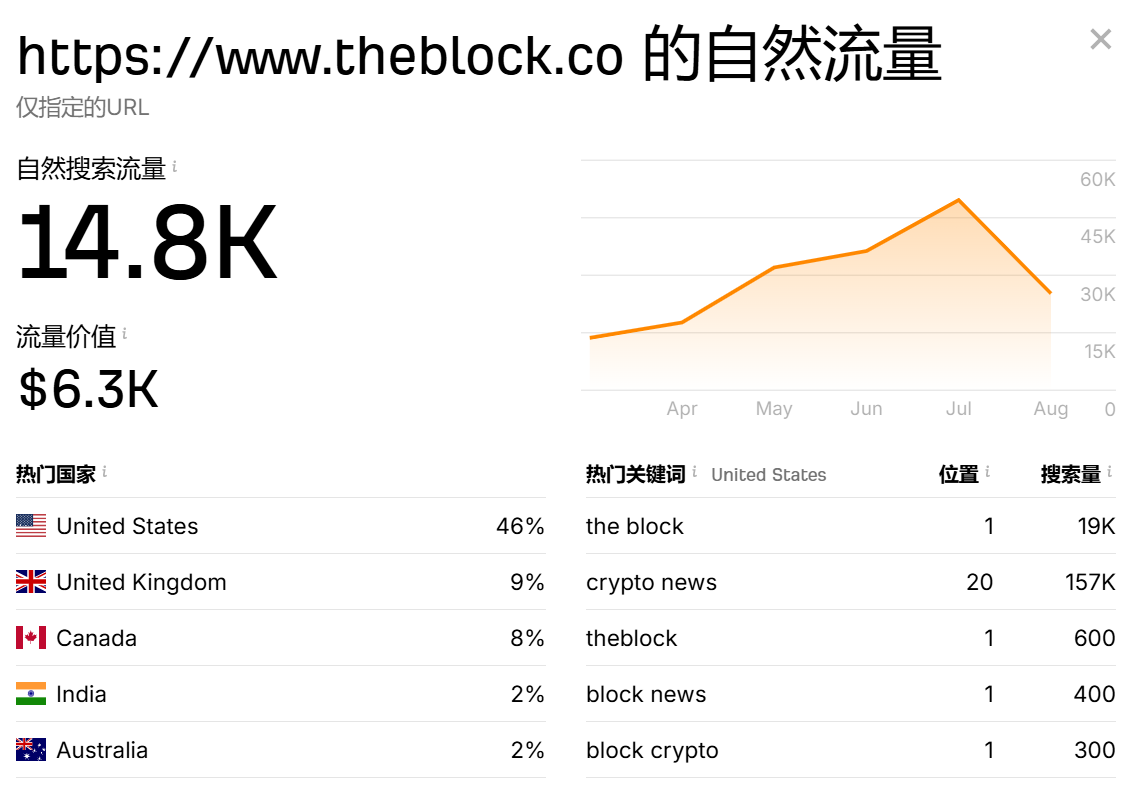 https://www.theblock.co 的自然流量
仅指定的URL
自然搜索流量 i
14.8K
流量价值 i
$6.3K
60K
45K
30K
15K
Apr May Jun Jul Aug 0
热门国家 i
United States 46%
United Kingdom 9%
Canada 8%
India 2%
Australia 2%
热门关键词 i United States 位置 i 搜索量 i
the block 1 19K
crypto news 20 157K
theblock 1 600
block news 1 400
block crypto 1 300